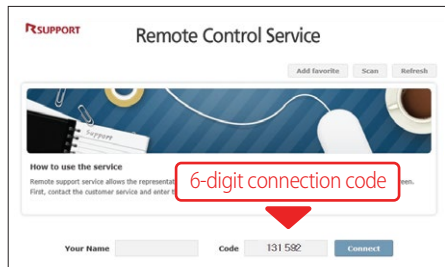 RSUPPORT
Remote Control Service
Add favorite Scan Refresh
Support
How to use the service
Remote support service allows the representat een.
First, contact the customer service and enter t
6-digit connection code
Your Name Code 131 592 Connect